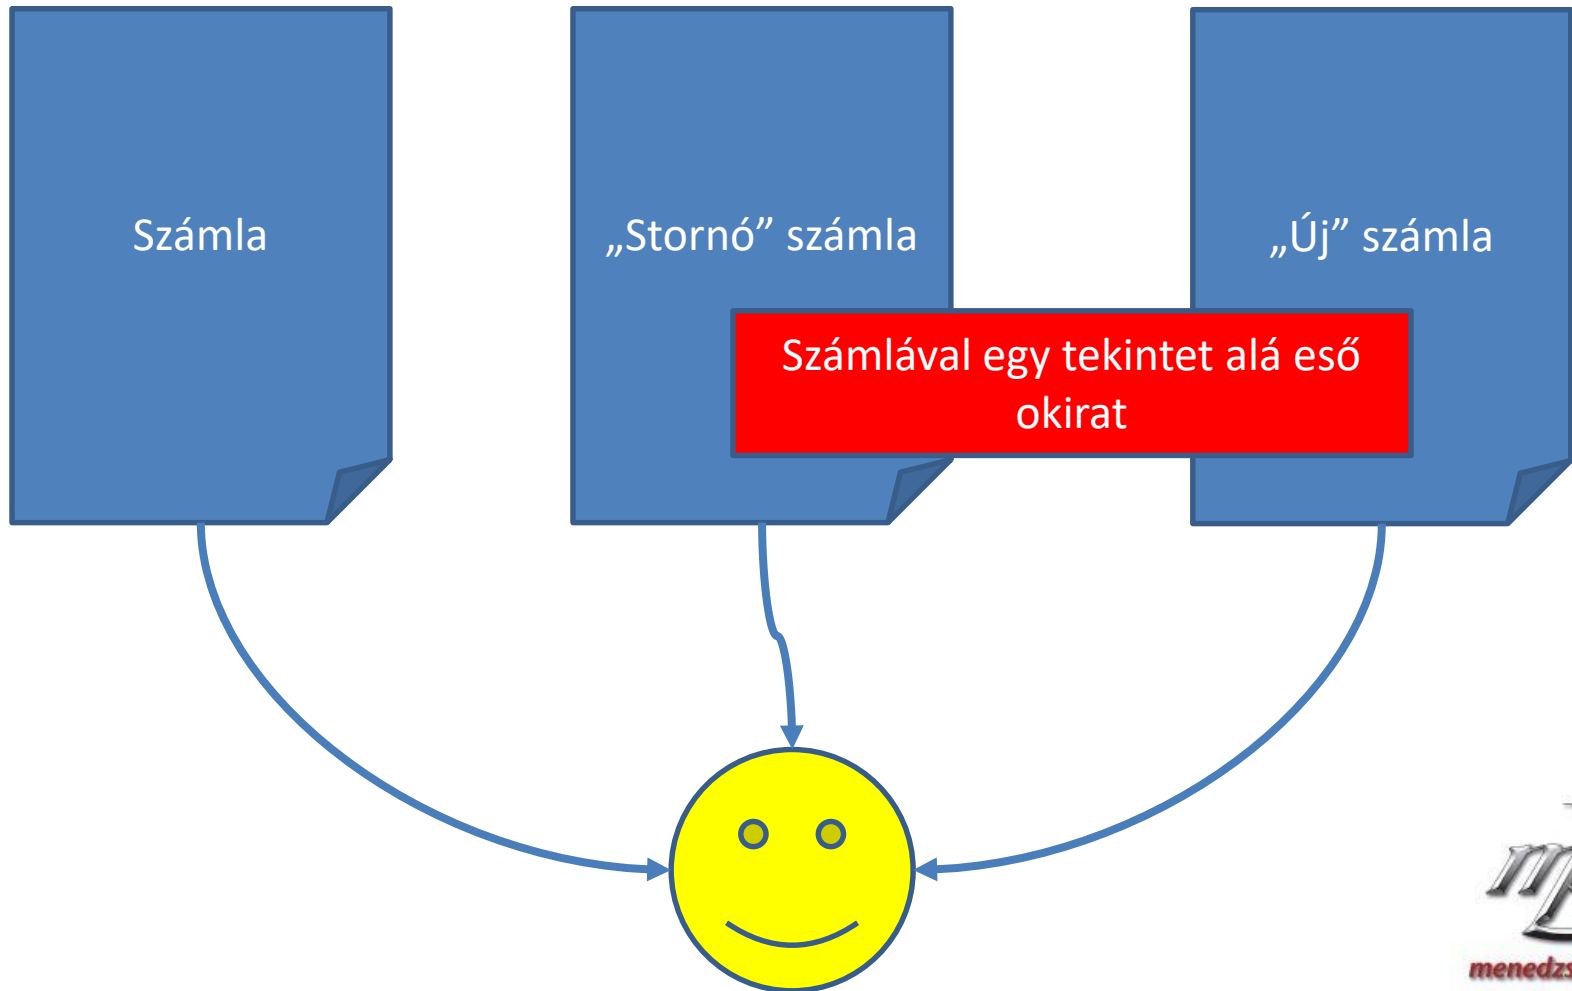 Számla
„Stornó” számla
„Új” számla
Számlával egy tekintet alá eső
okirat